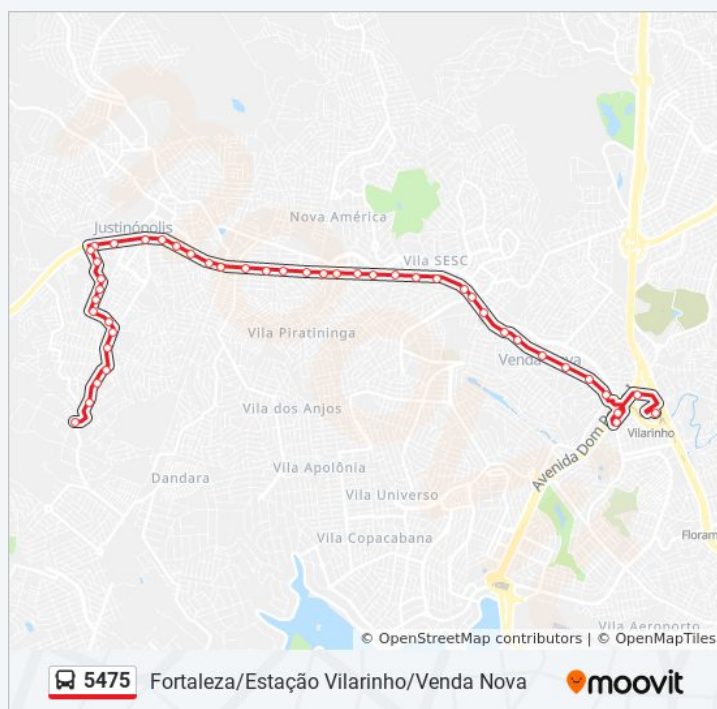 Justinópolis
Nova América
Vila SESC
Vila Piratininga
Venda Nova
Vila dos Anjos
Avenida Dom P
Vilarinho
Vila Apolônia
Dandara
Vila Universo
Vila Copacabana
Floram
Vila Aeroporto
© OpenStreetMap contributors | © OpenMapTiles
5475 Fortaleza/Estação Vilarinho/Venda Nova moovit